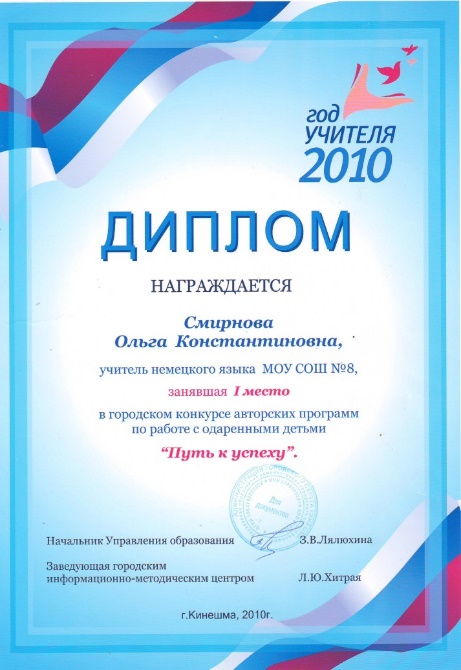 год
УЧИТЕЛЯ
2010
ДИПЛОМ
НАГРАЖДАЕТСЯ
Смирнова
Ольга Константиновна,
учитель немецкого языка МОУ СОШ №8,
занявшая I место
в городском конкурсе авторских программ
по работе с одаренными детьми
“Путь к успеху”.
Для
документов
Начальник Управления образования З.В.Лялюхина
Заведующая городским
информационно-методическим центром Л.Ю.Хитрая
г.Кинешма, 2010г.